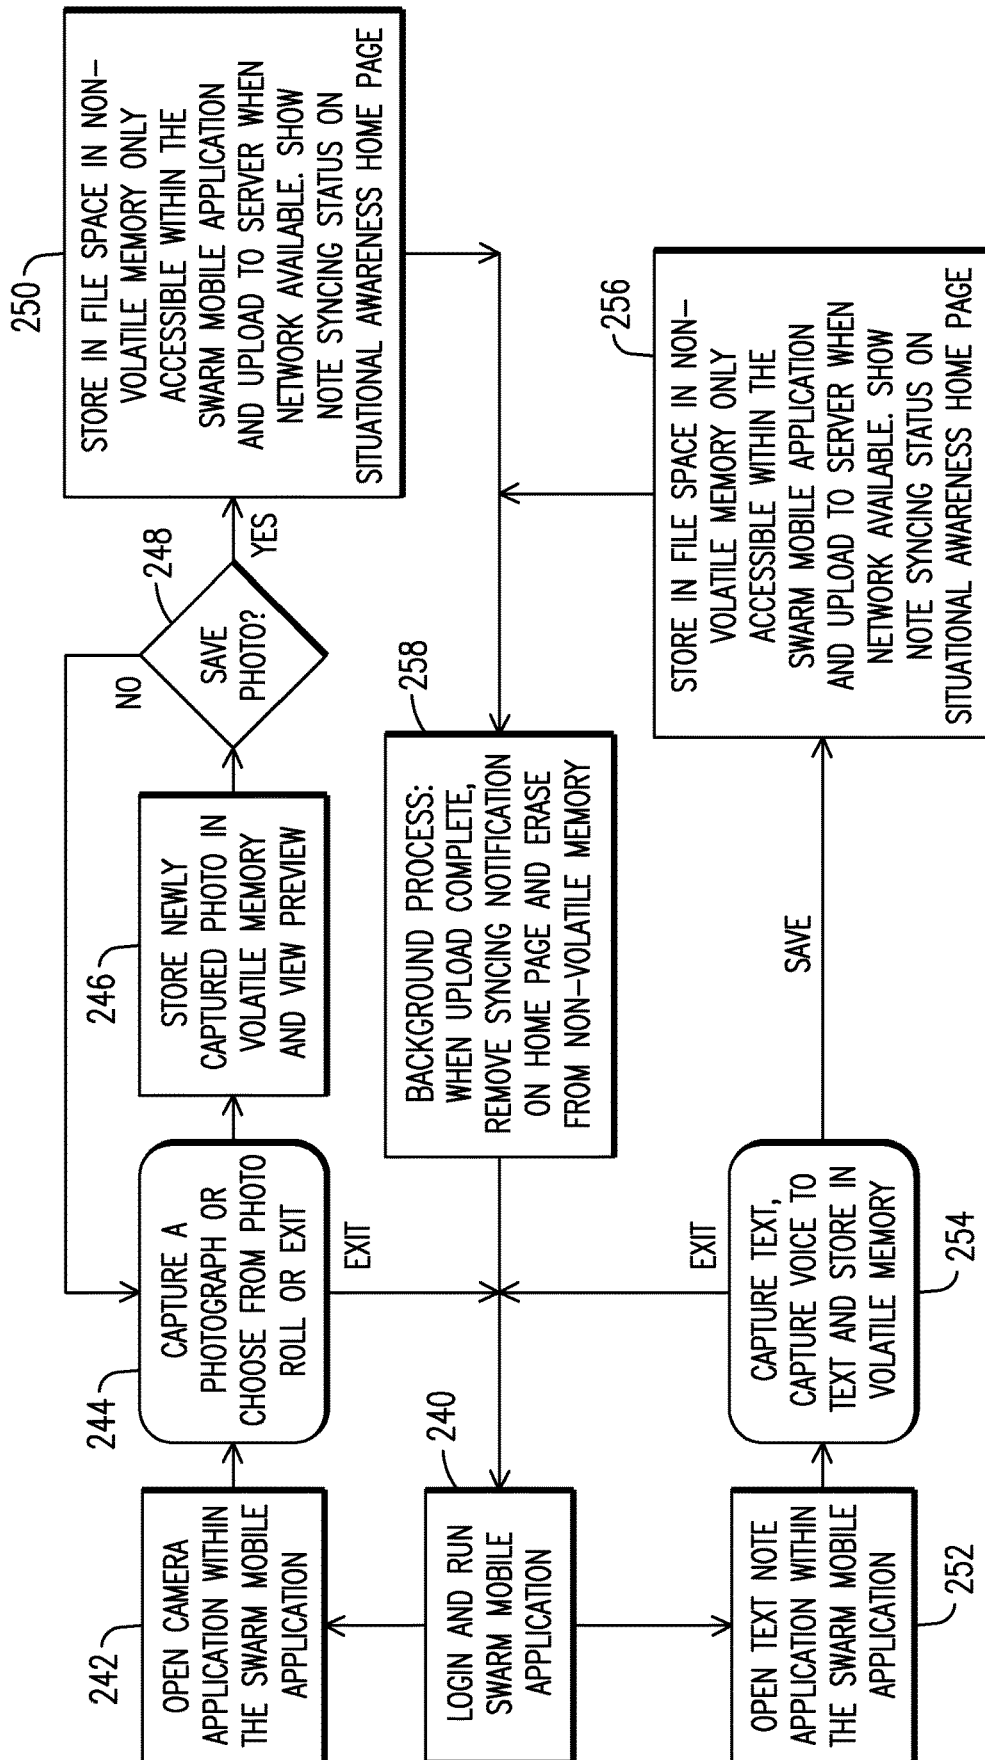 242
OPEN CAMERA
APPLICATION WITHIN
THE SWARM MOBILE
APPLICATION
244
CAPTURE A
PHOTOGRAPH OR
CHOOSE FROM PHOTO
ROLL OR EXIT
EXIT
246
STORE NEWLY
CAPTURED PHOTO IN
VOLATILE MEMORY
AND VIEW PREVIEW
NO
248
SAVE
PHOTO?
YES
250
STORE IN FILE SPACE IN NON-
VOLATILE MEMORY ONLY
ACCESSIBLE WITHIN THE
SWARM MOBILE APPLICATION
AND UPLOAD TO SERVER WHEN
NETWORK AVAILABLE. SHOW
NOTE SYNCING STATUS ON
SITUATIONAL AWARENESS HOME PAGE
240
LOGIN AND RUN
SWARM MOBILE
APPLICATION
258
BACKGROUND PROCESS:
WHEN UPLOAD COMPLETE,
REMOVE SYNCING NOTIFICATION
ON HOME PAGE AND ERASE
FROM NON-VOLATILE MEMORY
OPEN TEXT NOTE
APPLICATION WITHIN
THE SWARM MOBILE
APPLICATION
252
EXIT
CAPTURE TEXT,
CAPTURE VOICE TO
TEXT AND STORE IN
VOLATILE MEMORY
254
SAVE
256
STORE IN FILE SPACE IN NON-
VOLATILE MEMORY ONLY
ACCESSIBLE WITHIN THE
SWARM MOBILE APPLICATION
AND UPLOAD TO SERVER WHEN
NETWORK AVAILABLE. SHOW
NOTE SYNCING STATUS ON
SITUATIONAL AWARENESS HOME PAGE